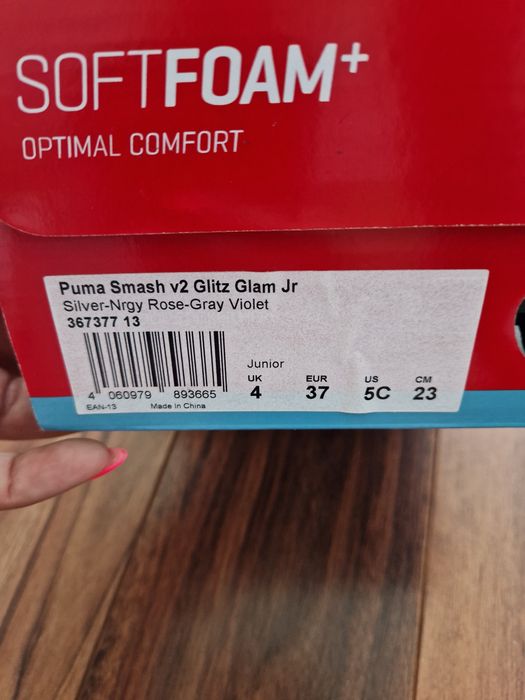 SOFTFOAM+
OPTIMAL COMFORT
Puma Smash v2 Glitz Glam Jr
Silver-Nrgy Rose-Gray Violet
367377 13
4 060979 893665
EAN-13 Made in China
Junior
UK EUR US CM
4 37 5C 23